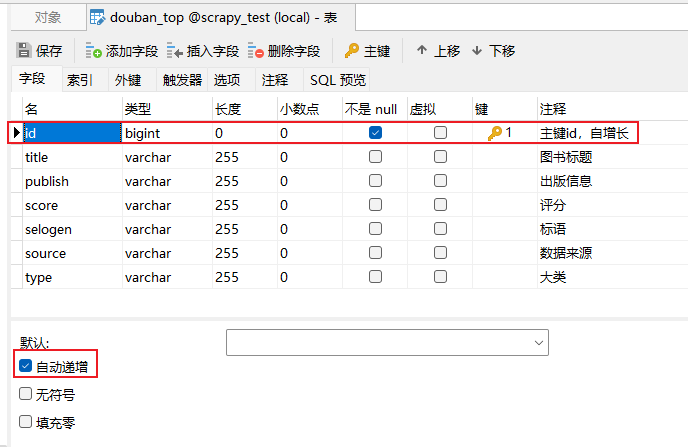 对象 douban_top @scrapy_test (local) - 表
保存 添加字段 插入字段 删除字段 主键 上移 下移
字段 索引 外键 触发器 选项 注释 SQL 预览
名 类型 长度 小数点 不是 null 虚拟 键 注释
id bigint 0 0 1 主键id，自增长
title varchar 255 0 图书标题
publish varchar 255 0 出版信息
score varchar 255 0 评分
selogen varchar 255 0 标语
source varchar 255 0 数据来源
type varchar 255 0 大类
默认:
自动递增
无符号
填充零